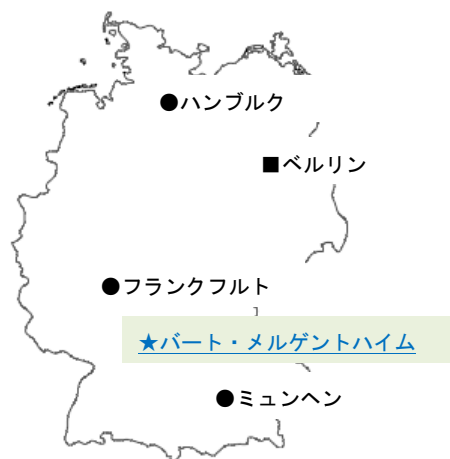 ●ハンブルク
■ベルリン
●フランクフルト
★バート・メルゲントハイム
●ミュンヘン